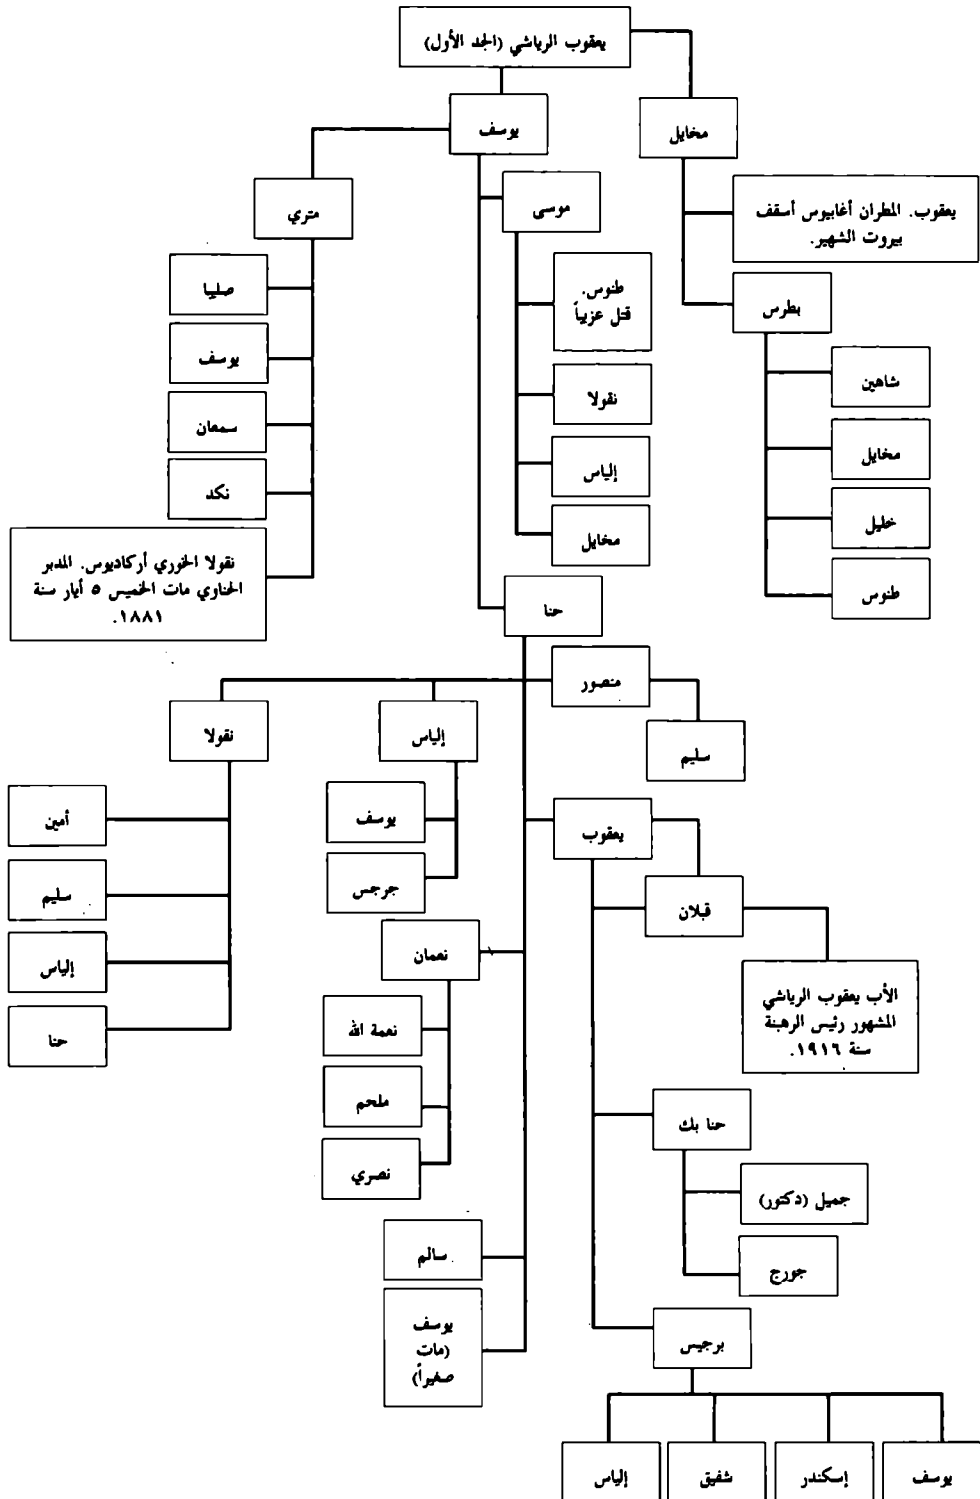 يعقوب الرياشي (الجد الأول)
يوسف
مخايل
موسى
متري
يعقوب. المطران أغابيوس أسقف
بيروت الشهير.
صليبا
طنوس.
قتل عزبياً
بطرس
يوسف
شاهين
نقولا
سمعان
مخايل
إلياس
نكد
خليل
مخايل
نقولا الخوري أركاديوس. المدبر
الحناوي مات الخميس ٥ أيار سنة
١٨٨١.
طنوس
حنا
منصور
سليم
إلياس
نقولا
يوسف
جرجس
أمين
سليم
إلياس
حنا
يعقوب
قبلان
الأب يعقوب الرياشي
المشهور رئيس الرهبنة
سنة ١٩١٦.
نعمان
نعمة الله
ملحم
نصري
حنا بك
جميل (دكتور)
جورج
سالم
يوسف
(مات
صغيراً)
برجيس
يوسف
إسكندر
شفيق
إلياس